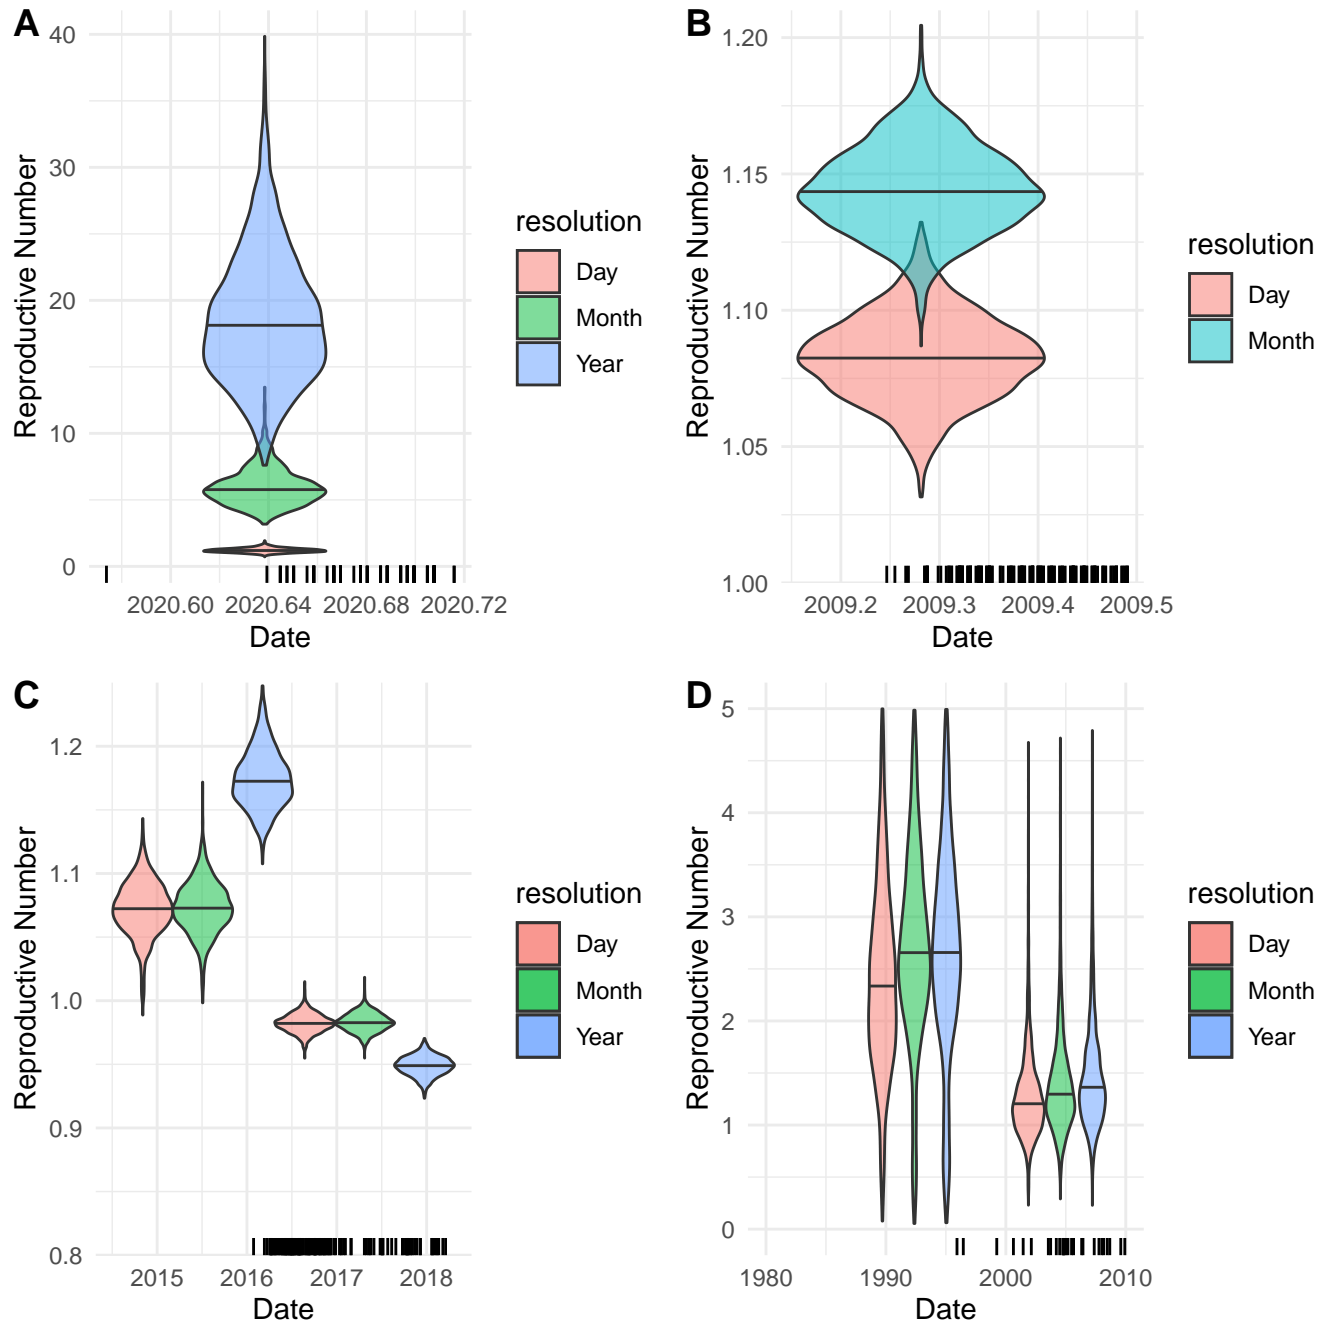 A
Reproductive Number
40
30
20
10
0
2020.60 2020.64 2020.68 2020.72
Date
resolution
Day
Month
Year
B
Reproductive Number
1.20
1.15
1.10
1.05
1.00
2009.2 2009.3 2009.4 2009.5
Date
resolution
Day
Month
C
Reproductive Number
1.2
1.1
1.0
0.9
0.8
2015 2016 2017 2018
Date
resolution
Day
Month
Year
D
Reproductive Number
5
4
3
2
1
0
1980 1990 2000 2010
Date
resolution
Day
Month
Year